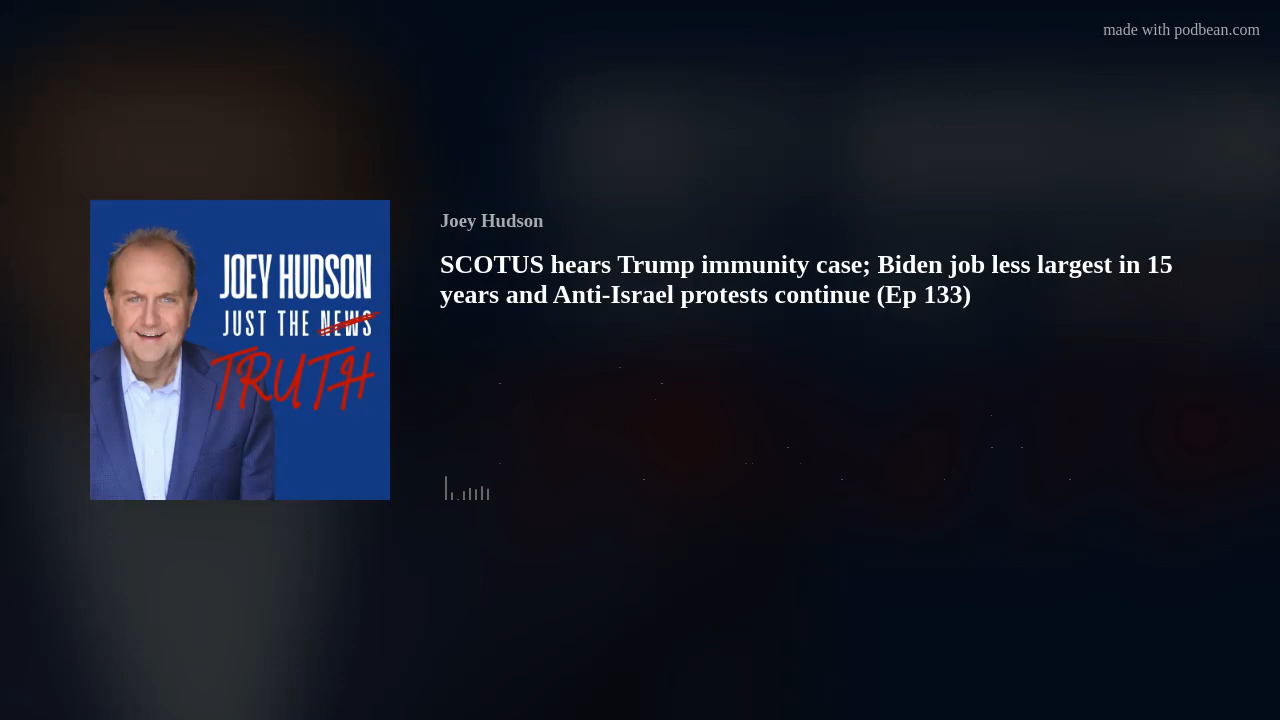 made with podbean.com
JOEY HUDSON
JUST THE NEWS
TRUTH
Joey Hudson
SCOTUS hears Trump immunity case; Biden job less largest in 15
years and Anti-Israel protests continue (Ep 133)